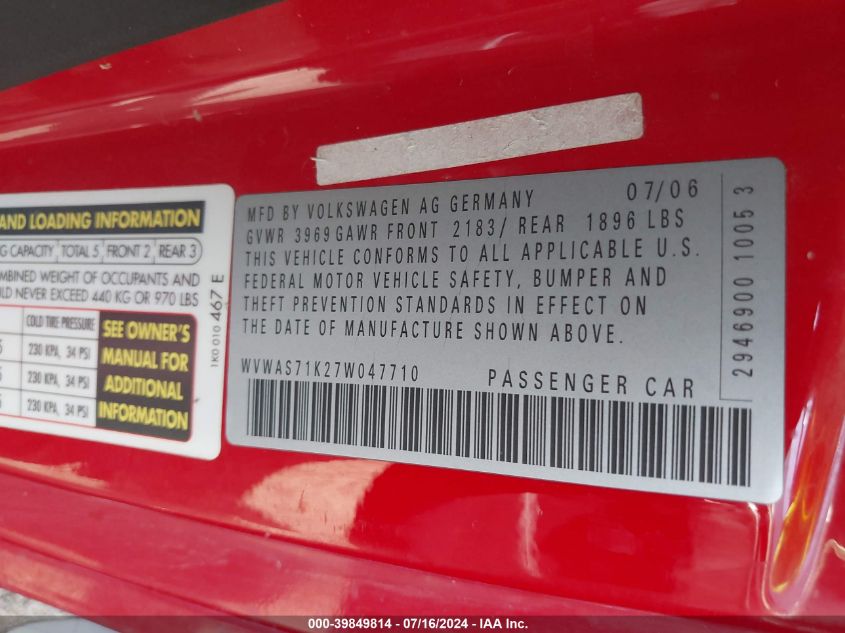 AND LOADING INFORMATION
CAPACITY TOTAL 5 FRONT 2 REAR 3
OF OCCUPANTS AND
NEVER EXCEED 440 KG OR 970 LBS
COLD TIRE PRESSURE
230 KPA, 34 PSI
230 KPA, 34 PSI
230 KPA, 34 PSI
SEE OWNER'S
MANUAL FOR
ADDITIONAL
INFORMATION
1K0 010 467 E
MFD BY VOLKSWAGEN AG GERMANY 07/06
GVWR 3969 GAWR FRONT 2183/ REAR 1896 LBS
THIS VEHICLE CONFORMS TO ALL APPLICABLE U.S.
FEDERAL MOTOR VEHICLE SAFETY, BUMPER AND
THEFT PREVENTION STANDARDS IN EFFECT ON
THE DATE OF MANUFACTURE SHOWN ABOVE.
WVWAS71K27W047710 PASSENGER CAR
2946900 1005 3
000-39849814 - 07/16/2024 - IAA Inc.